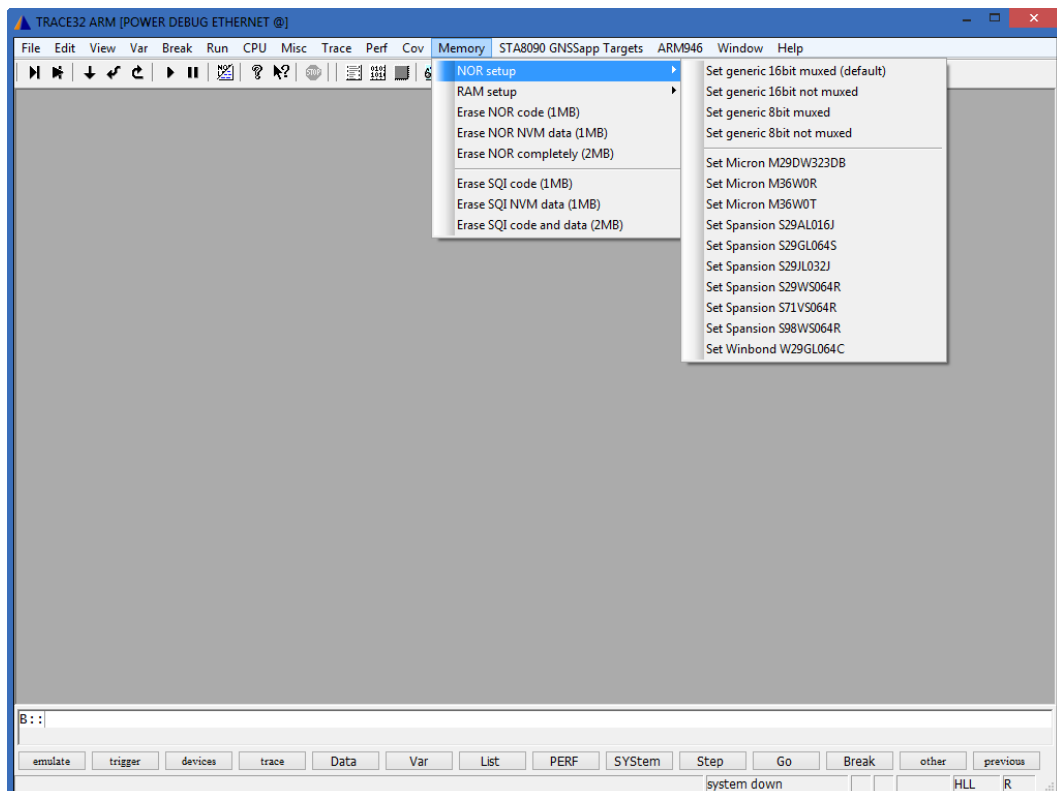 TRACE32 ARM [POWER DEBUG ETHERNET @]
File Edit View Var Break Run CPU Misc Trace Perf Cov Memory STA8090 GNSSapp Targets ARM946 Window Help
NOR setup
RAM setup
Erase NOR code (1MB)
Erase NOR NVM data (1MB)
Erase NOR completely (2MB)
Erase SQI code (1MB)
Erase SQI NVM data (1MB)
Erase SQI code and data (2MB)
Set generic 16bit muxed (default)
Set generic 16bit not muxed
Set generic 8bit muxed
Set generic 8bit not muxed
Set Micron M29DW323DB
Set Micron M36W0R
Set Micron M36W0T
Set Spansion S29AL016J
Set Spansion S29GL064S
Set Spansion S29JL032J
Set Spansion S29WS064R
Set Spansion S71VS064R
Set Spansion S98WS064R
Set Winbond W29GL064C
B::
emulate trigger devices trace Data Var List PERF SYStem Step Go Break other previous
system down HLL R